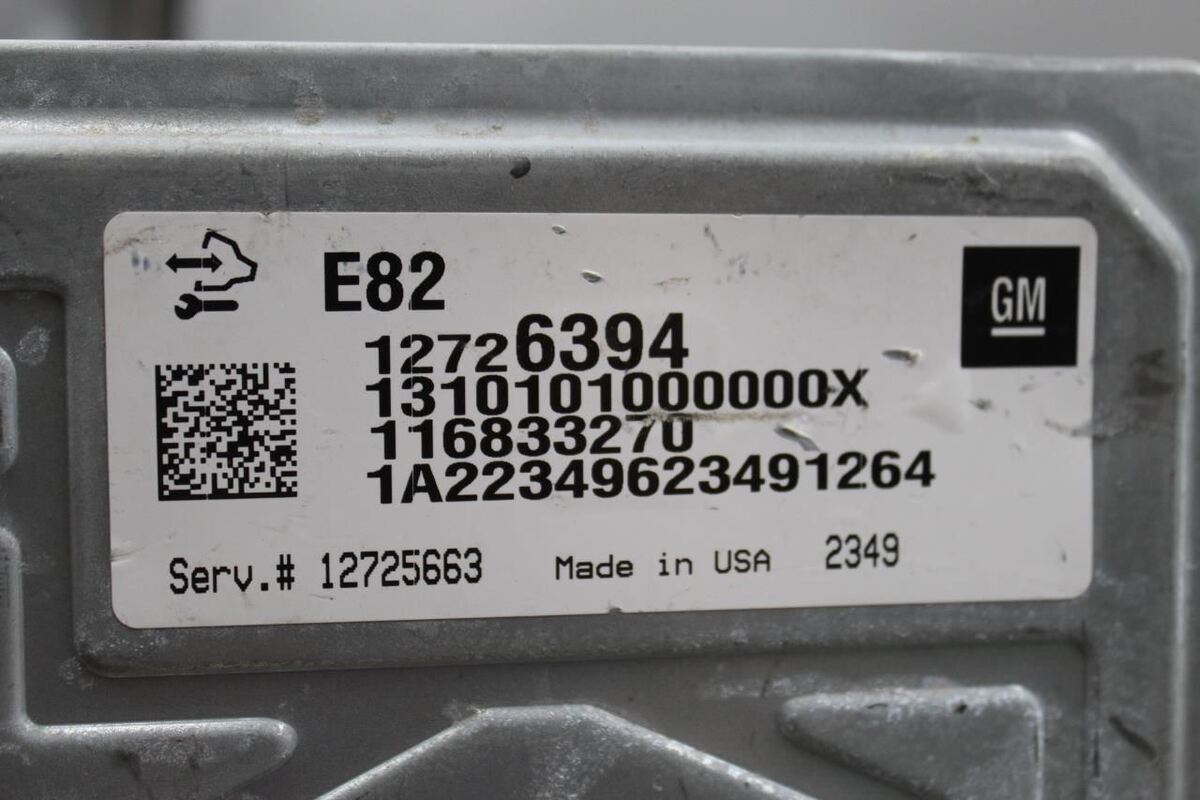 E82
GM
12726394
1310101000000X
116833270
1A22349623491264
Serv.# 12725663 Made in USA 2349